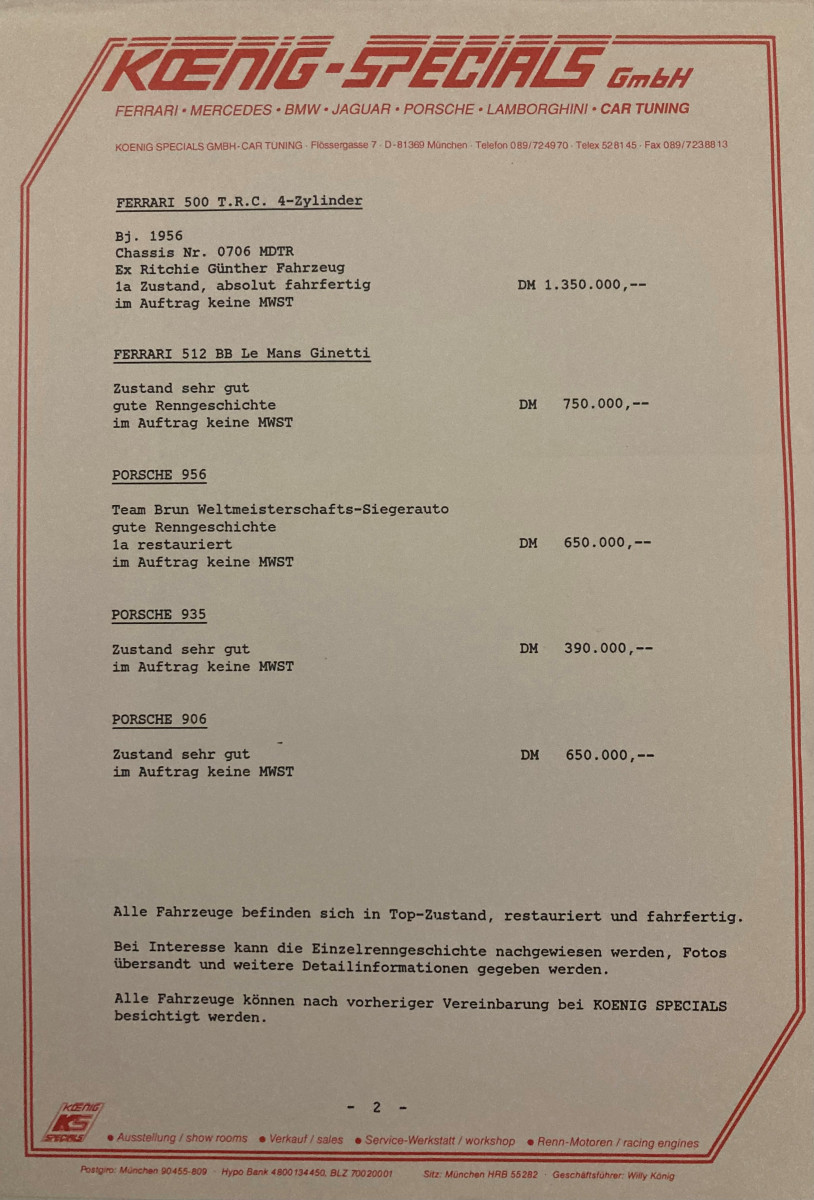 KŒNIG-SPECIALS GmbH
FERRARI • MERCEDES • BMW • JAGUAR • PORSCHE • LAMBORGHINI • CAR TUNING
KOENIG SPECIALS GMBH-CAR TUNING · Flössergasse 7 · D-81369 München · Telefon 089/724970 · Telex 528145 · Fax 089/7238813
FERRARI 500 T.R.C. 4-Zylinder
Bj. 1956
Chassis Nr. 0706 MDTR
Ex Ritchie Günther Fahrzeug
1a Zustand, absolut fahrfertig DM 1.350.000,--
im Auftrag keine MWST
FERRARI 512 BB Le Mans Ginetti
Zustand sehr gut
gute Renngeschichte DM 750.000,--
im Auftrag keine MWST
PORSCHE 956
Team Brun Weltmeisterschafts-Siegerauto
gute Renngeschichte
1a restauriert DM 650.000,--
im Auftrag keine MWST
PORSCHE 935
Zustand sehr gut DM 390.000,--
im Auftrag keine MWST
PORSCHE 906
Zustand sehr gut DM 650.000,--
im Auftrag keine MWST
Alle Fahrzeuge befinden sich in Top-Zustand, restauriert und fahrfertig.
Bei Interesse kann die Einzelrenngeschichte nachgewiesen werden, Fotos
übersandt und weitere Detailinformationen gegeben werden.
Alle Fahrzeuge können nach vorheriger Vereinbarung bei KOENIG SPECIALS
besichtigt werden.
- 2 -
KŒNIG
KS
SPECIALS
• Ausstellung / show rooms • Verkauf / sales • Service-Werkstatt / workshop • Renn-Motoren / racing engines
Postgiro: München 90455-809 · Hypo Bank 4800134450, BLZ 70020001 Sitz: München HRB 55282 · Geschäftsführer: Willy König